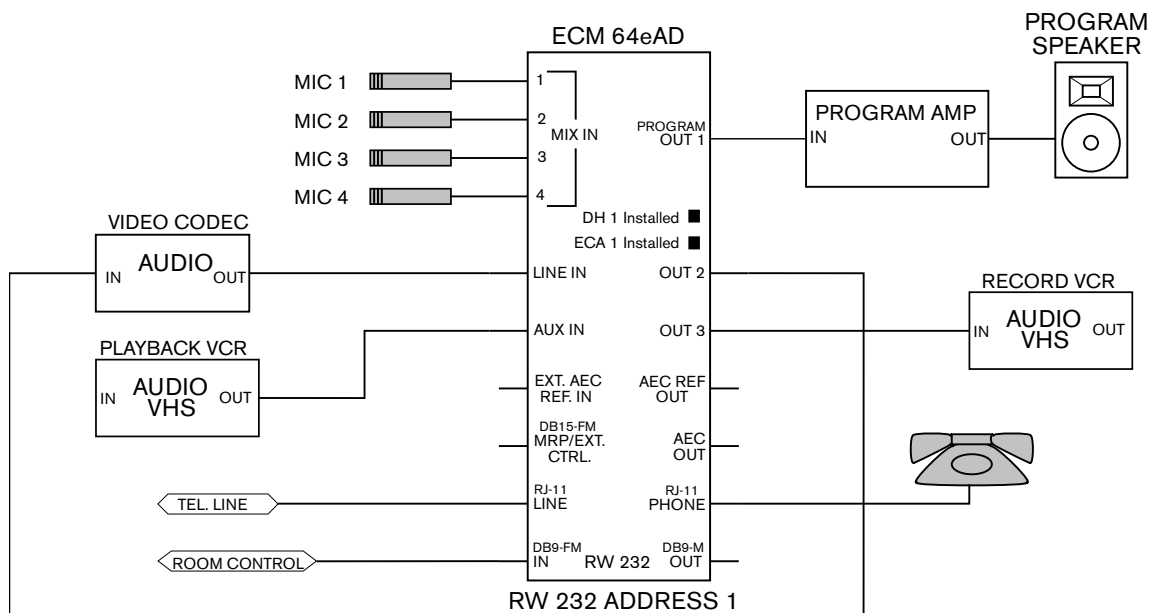 ECM 64eAD
PROGRAM
SPEAKER
MIC 1
MIC 2
MIC 3
MIC 4
1
2
3
4
MIX IN
PROGRAM
OUT 1
PROGRAM AMP
IN
OUT
DH 1 Installed
ECA 1 Installed
VIDEO CODEC
IN
AUDIO
OUT
LINE IN
OUT 2
RECORD VCR
IN
AUDIO
VHS
OUT
AUX IN
OUT 3
PLAYBACK VCR
IN
AUDIO
VHS
OUT
EXT. AEC
REF. IN
AEC REF
OUT
DB15-FM
MRP/EXT.
CTRL.
AEC
OUT
TEL. LINE
RJ-11
LINE
RJ-11
PHONE
ROOM CONTROL
DB9-FM
IN
RW 232
DB9-M
OUT
RW 232 ADDRESS 1